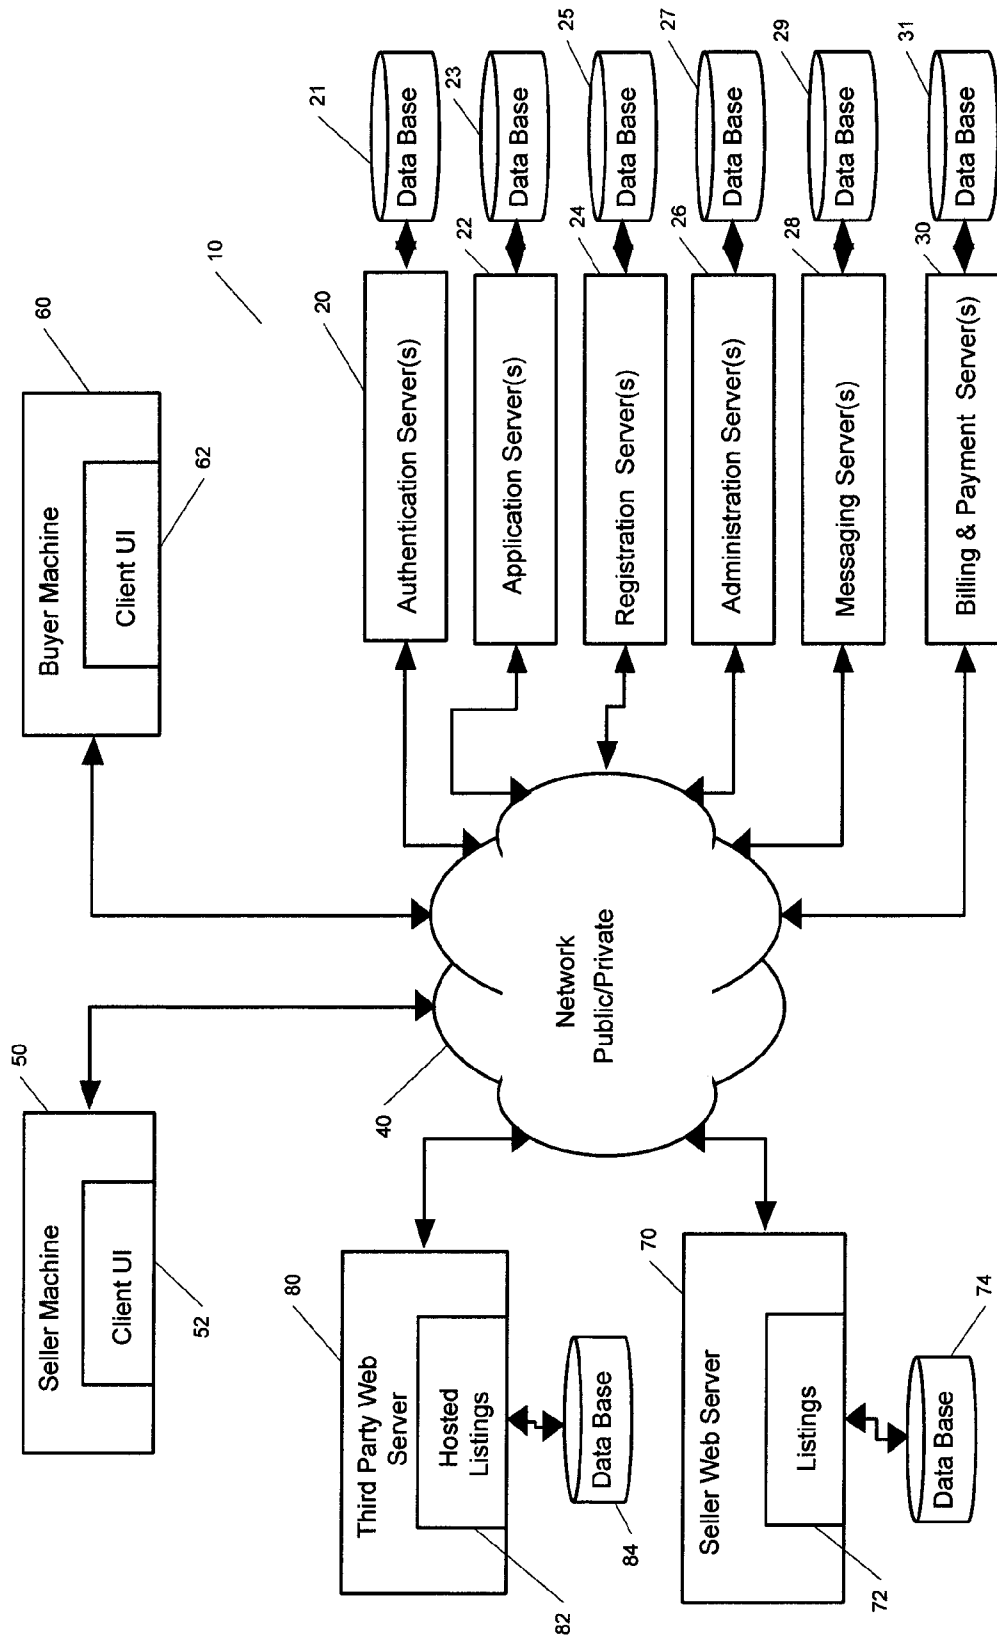 Seller Machine
Client UI
50
52
Buyer Machine
Client UI
60
62
10
Third Party Web
Server
Hosted
Listings
Data Base
80
82
84
Seller Web Server
Listings
Data Base
70
72
74
Network
Public/Private
40
Authentication Server(s)
20
Data Base
21
Application Server(s)
22
Data Base
23
Registration Server(s)
24
Data Base
25
Administration Server(s)
26
Data Base
27
Messaging Server(s)
28
Data Base
29
Billing & Payment Server(s)
30
Data Base
31